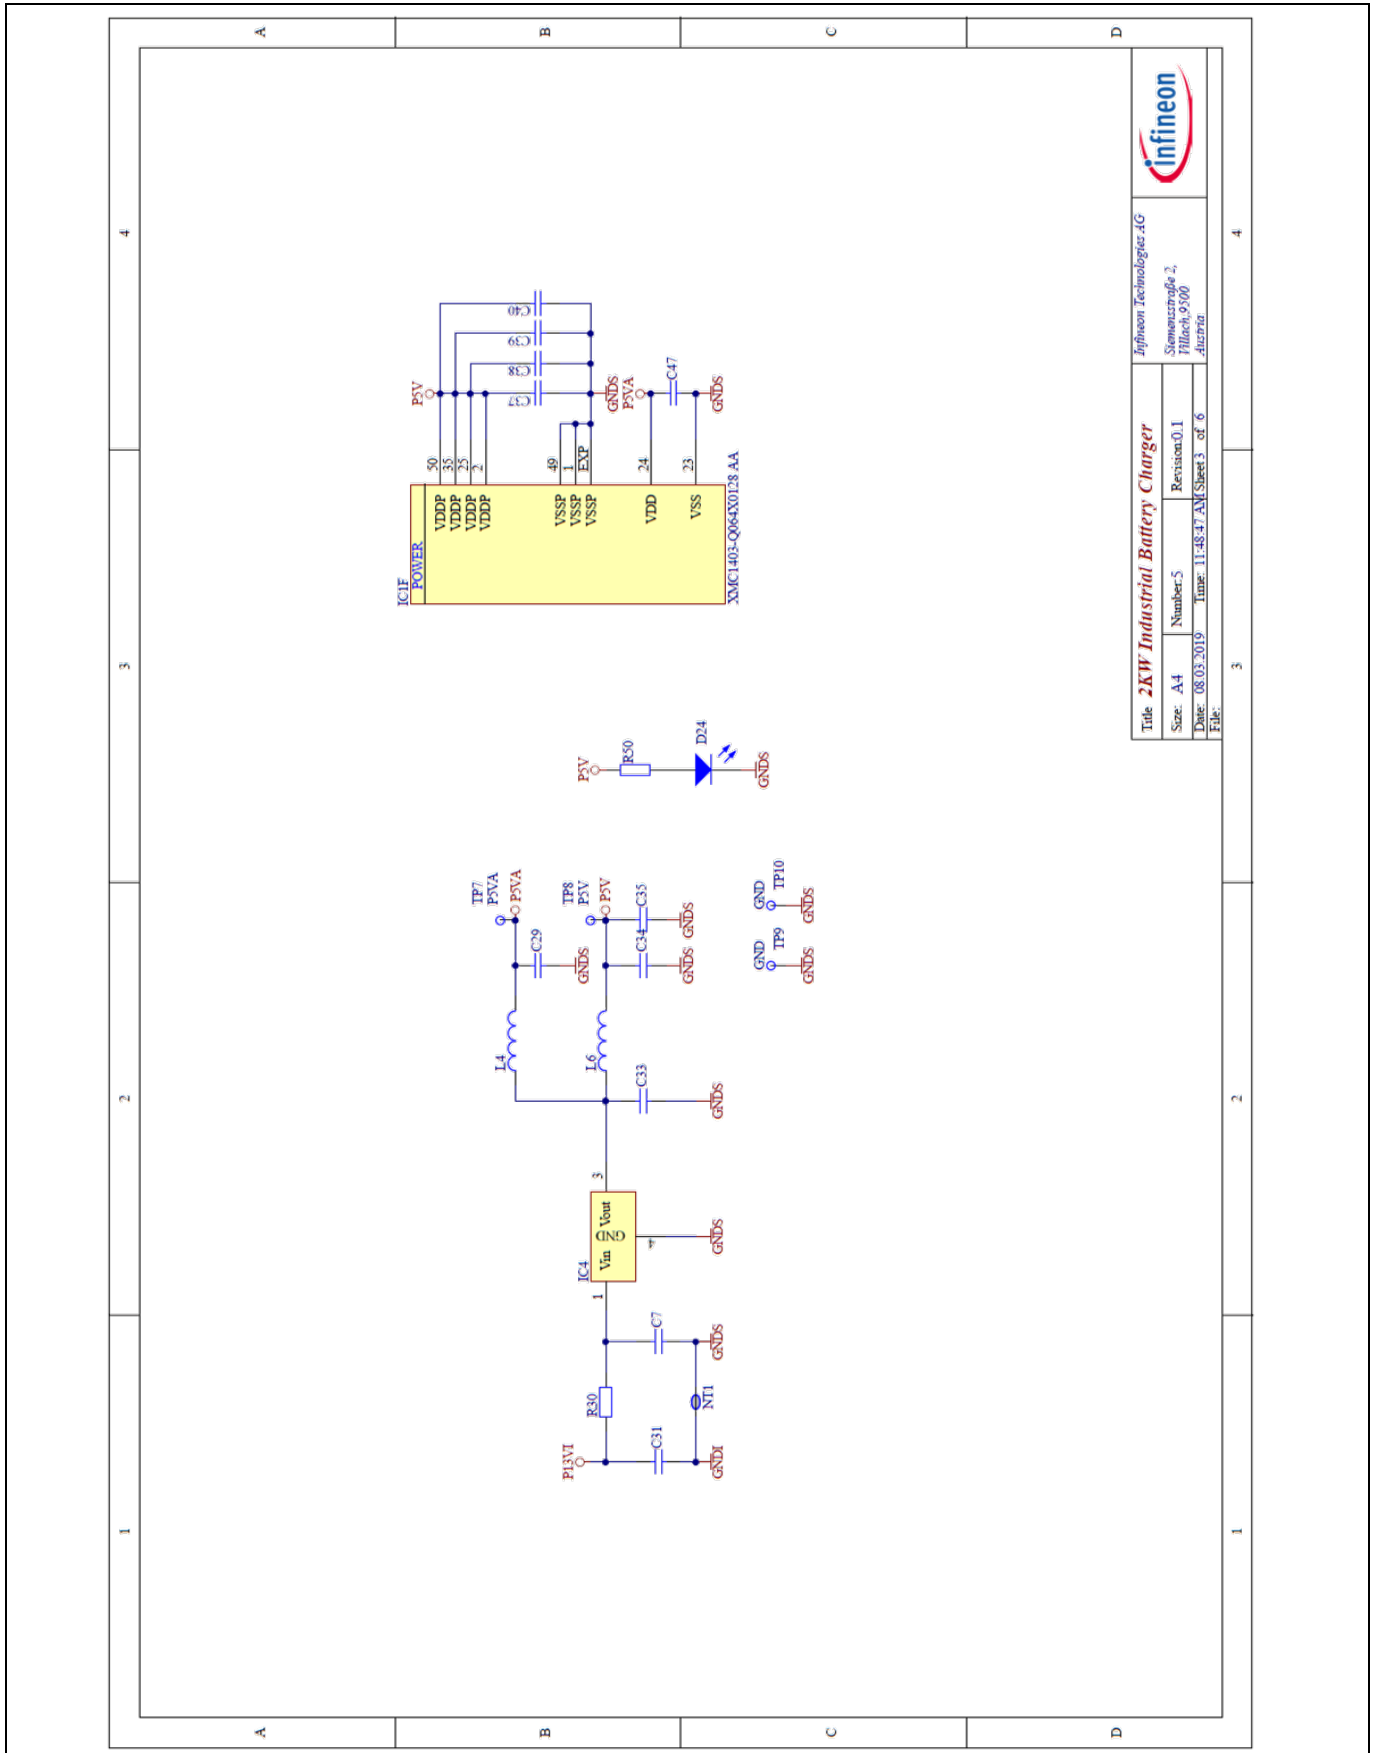 1
2
3
4
A
B
C
D
P13VI
R30
C31
C7
GNDI
NT1
GNDS
1
IC4
Vin
GND
Vout
3
GNDS
L4
L6
C33
GNDS
TP7
P5VA
P5VA
C29
GNDS
TP8
P5V
P5V
C34
C35
GNDS
GNDS
GND
TP9
GNDS
GND
TP10
GNDS
P5V
R50
D24
GNDS
IC1F
POWER
VDDP 50
VDDP 35
VDDP 25
VDDP 2
VSSP 49
VSSP 1
VSSP EXP
VDD 24
VSS 23
XMC1403-Q064X0128 AA
P5V
C37
C38
C39
C40
GNDS
P5VA
C47
GNDS
Title 2KW Industrial Battery Charger
Size: A4 Number:5 Revision:0.1
Date: 08.03.2019 Time: 11:48:47 AM Sheet 3 of 6
File:
Infineon Technologies AG
Siemensstraße 2,
Villach,9500
Austria
infineon
1
2
3
4
A
B
C
D